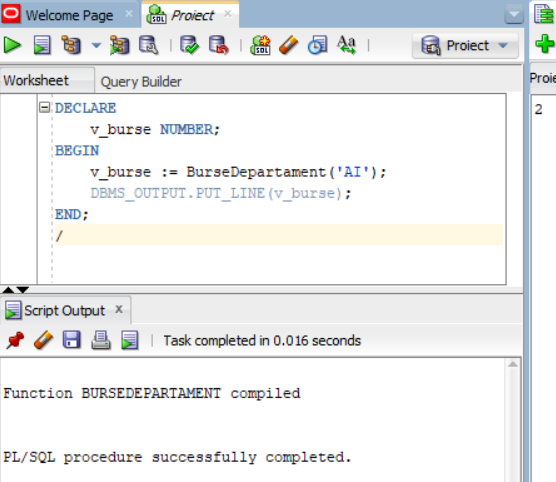 Welcome Page × Proiect ×
Proiect
Worksheet Query Builder
DECLARE
v_burse NUMBER;
BEGIN
v_burse := BurseDepartament('AI');
DBMS_OUTPUT.PUT_LINE(v_burse);
END;
/
Script Output x
Task completed in 0.016 seconds
Function BURSEDEPARTAMENT compiled
PL/SQL procedure successfully completed.
Proie
2